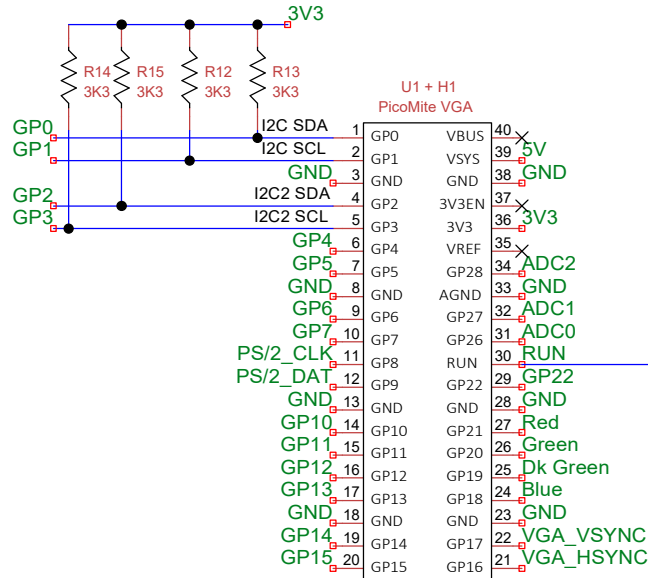 3V3
R14 R15 R12 R13
3K3 3K3 3K3 3K3
U1 + H1
PicoMite VGA
GP0 I2C SDA 1 GP0 VBUS 40
GP1 I2C SCL 2 GP1 VSYS 39 5V
GND 3 GND GND 38 GND
GP2 I2C2 SDA 4 GP2 3V3EN 37
GP3 I2C2 SCL 5 GP3 3V3 36 3V3
GP4 6 GP4 VREF 35
GP5 7 GP5 GP28 34 ADC2
GND 8 GND AGND 33 GND
GP6 9 GP6 GP27 32 ADC1
GP7 10 GP7 GP26 31 ADC0
PS/2_CLK 11 GP8 RUN 30 RUN
PS/2_DAT 12 GP9 GP22 29 GP22
GND 13 GND GND 28 GND
GP10 14 GP10 GP21 27 Red
GP11 15 GP11 GP20 26 Green
GP12 16 GP12 GP19 25 Dk Green
GP13 17 GP13 GP18 24 Blue
GND 18 GND GND 23 GND
GP14 19 GP14 GP17 22 VGA_VSYNC
GP15 20 GP15 GP16 21 VGA_HSYNC